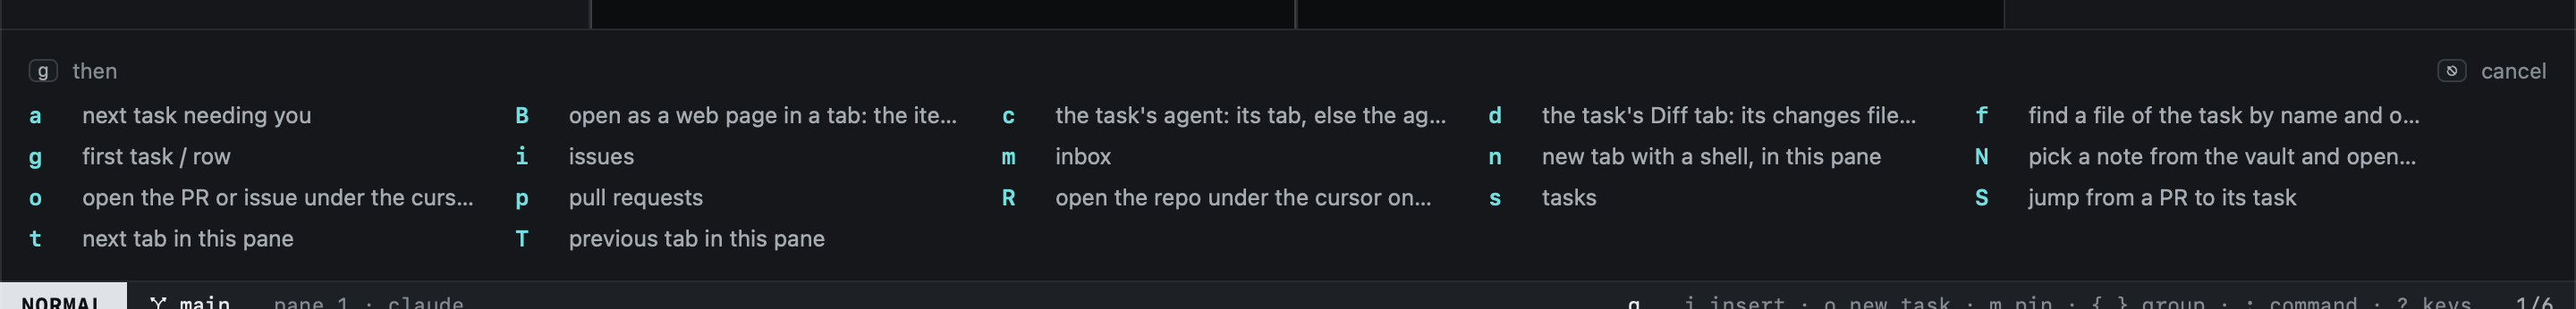 g then cancel
a next task needing you B open as a web page in a tab: the ite... c the task's agent: its tab, else the ag... d the task's Diff tab: its changes file... f find a file of the task by name and o...
g first task / row i issues m inbox n new tab with a shell, in this pane N pick a note from the vault and open...
o open the PR or issue under the curs... p pull requests R open the repo under the cursor on... s tasks S jump from a PR to its task
t next tab in this pane T previous tab in this pane
NORMAL main pane 1 · claude g i insert · o new task · m pin · { } group · : command · ? keys 1/6